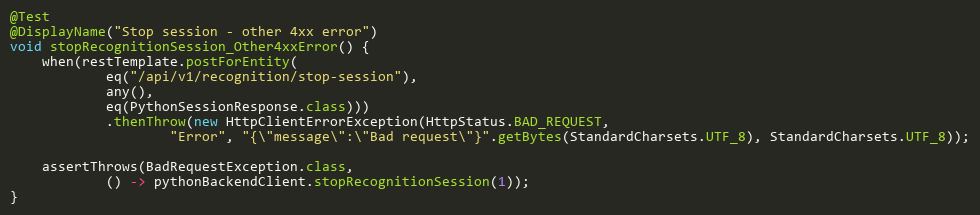 @Test
@DisplayName("Stop session - other 4xx error")
void stopRecognitionSession_Other4xxError() {
    when(restTemplate.postForEntity(
            eq("/api/v1/recognition/stop-session"),
            any(),
            eq(PythonSessionResponse.class)))
            .thenThrow(new HttpClientErrorException(HttpStatus.BAD_REQUEST,
                    "Error", "{\"message\":\"Bad request\"}".getBytes(StandardCharsets.UTF_8), StandardCharsets.UTF_8));

    assertThrows(BadRequestException.class,
            () -> pythonBackendClient.stopRecognitionSession(1));
}